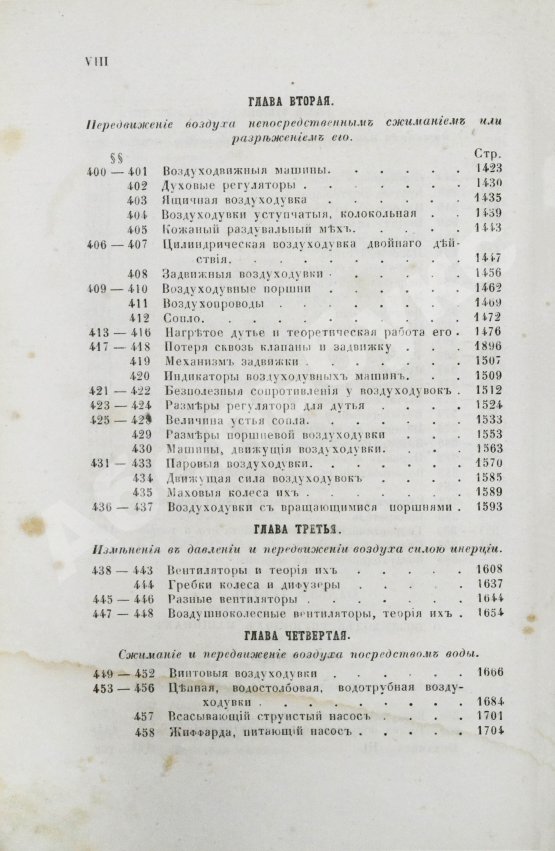 VIII
ГЛАВА ВТОРАЯ.
Передвиженіе воздуха непосредственнымъ сжиманіемъ или
разрѣженіемъ его.
§§ Стр.
400 — 401 Воздуходвижныя машины. . . . . . 1423
402 Духовые регуляторы . . . . . . . 1430
403 Ящичная воздуходувка . . . . . . 1435
404 Воздуходувки уступчатыя, колокольная . . 1439
405 Кожаный раздувальный мѣхъ. . . . . 1443
406 — 407 Цилиндрическая воздуходувка двойнаго дѣй-
ствія. . . . . . . . . . 1447
408 Задвижныя воздуходувки . . . . . 1456
409 — 410 Воздуходувные поршни . . . . . 1462
411 Воздухопроводы . . . . . . . 1469
412 Сопло. . . . . . . . . . 1472
413 — 416 Нагрѣтое дутье и теоретическая работа его . 1476
417 — 418 Потеря сквозь клапаны и задвижку . . . 1896
419 Механизмъ задвижки . . . . . . 1507
420 Индикаторы воздуходувныхъ машинъ. . . 1509
421 — 422 Безполезныя сопротивленія у воздуходувокъ . 1512
423 — 424 Размѣры регулятора для дутья . . . . 1524
425 — 428 Величина устья сопла. . . . . . 1533
429 Размѣры поршневой воздуходувки . . . 1553
430 Машины, движущія воздуходувки. . . . 1563
431 — 433 Паровыя воздуходувки. . . . . . 1570
434 Движущая сила воздуходувокъ . . . . 1585
435 Маховыя колеса ихъ . . . . . . 1589
436 — 437 Воздуходувки съ вращающимися поршнями . 1593
ГЛАВА ТРЕТЬЯ.
Измѣненія въ давленіи и передвиженіи воздуха силою инерціи.
438 — 443 Вентиляторы и теорія ихъ . . . . . 1608
444 Гребки колеса и дифузеры . . . . . 1637
445 — 446 Разные вентиляторы . . . . . . 1644
447 — 448 Воздушноколесные вентиляторы, теорія ихъ . 1654
ГЛАВА ЧЕТВЕРТАЯ.
Сжиманіе и передвиженіе воздуха посредствомъ воды.
449 — 452 Винтовыя воздуходувки . . . . . 1666
453 — 456 Цѣпная, водостолбовая, водотрубная возду-
ходувки . . . . . . . . . 1684
457 Всасывающій струистый насосъ . . . . 1701
458 Жиффарда, питающій насосъ . . . . . 1704